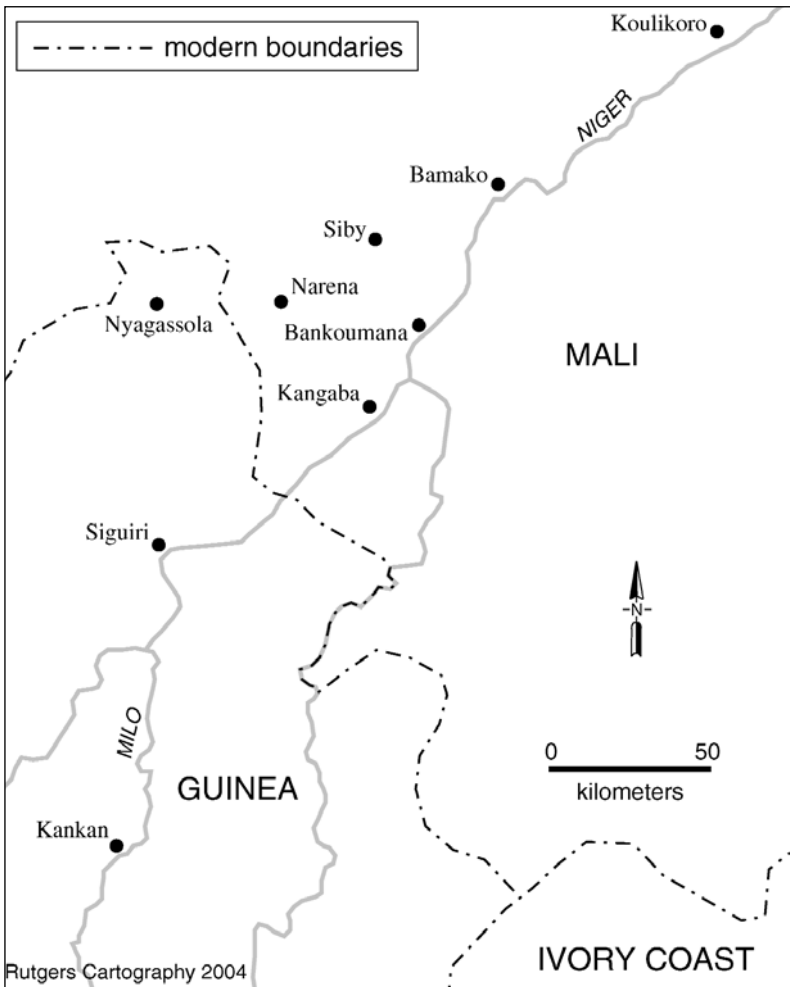 modern boundaries
Koulikoro
NIGER
Bamako
Siby
Narena
Nyagassola
Bankoumana
MALI
Kangaba
Siguiri
N
MILO
0 50
kilometers
GUINEA
Kankan
IVORY COAST
Rutgers Cartography 2004